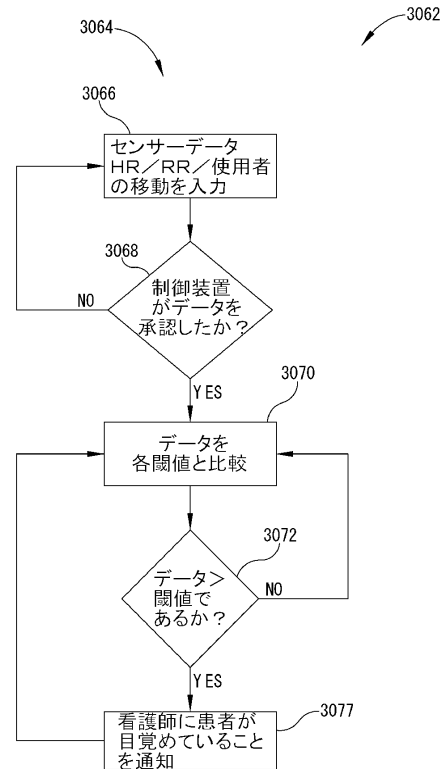 3064
3062
3066
センサーデータ
HR／RR／使用者
の移動を入力
3068
制御装置
がデータを
承認したか？
NO
YES
3070
データを
各閾値と比較
3072
データ＞
閾値で
あるか？
NO
YES
3077
看護師に患者が
目覚めていること
を通知